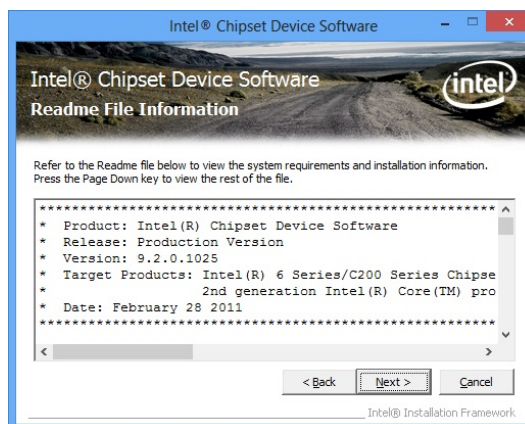 Intel® Chipset Device Software
Intel® Chipset Device Software
Readme File Information
intel
Refer to the Readme file below to view the system requirements and installation information.
Press the Page Down key to view the rest of the file.
************************************************************
* Product: Intel(R) Chipset Device Software
* Release: Production Version
* Version: 9.2.0.1025
* Target Products: Intel(R) 6 Series/C200 Series Chipse
* 2nd generation Intel(R) Core(TM) pro
* Date: February 28 2011
************************************************************
< Back Next > Cancel
Intel® Installation Framework